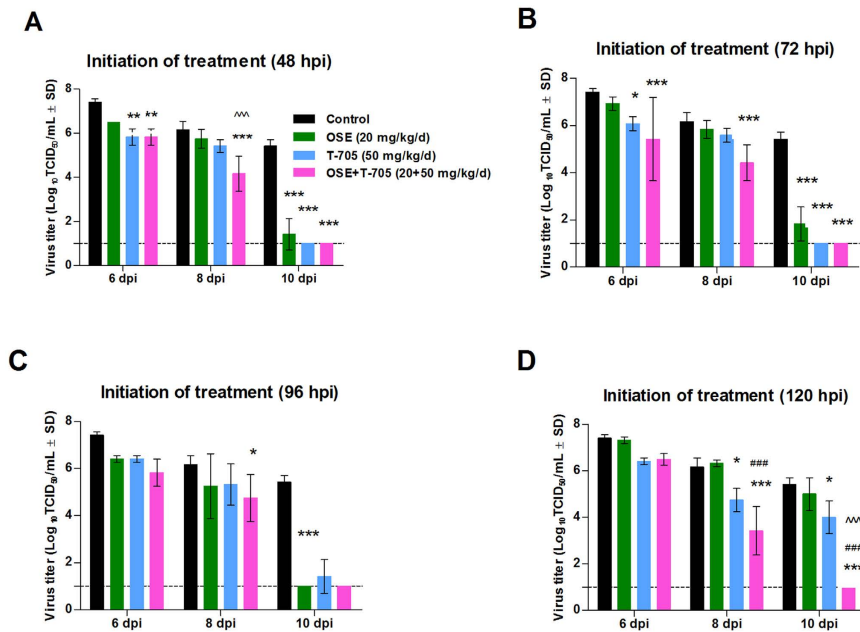 A
Initiation of treatment (48 hpi)
Virus titer (Log₁₀TCID₅₀/mL ± SD)
8
6
4
2
0
** **
^^^
***
***
***
***
6 dpi 8 dpi 10 dpi
Control
OSE (20 mg/kg/d)
T-705 (50 mg/kg/d)
OSE+T-705 (20+50 mg/kg/d)
B
Initiation of treatment (72 hpi)
Virus titer (Log₁₀TCID₅₀/mL ± SD)
8
6
4
2
0
* ***
***
***
***
***
6 dpi 8 dpi 10 dpi
C
Initiation of treatment (96 hpi)
Virus titer (Log₁₀TCID₅₀/mL ± SD)
8
6
4
2
0
*
***
6 dpi 8 dpi 10 dpi
D
Initiation of treatment (120 hpi)
Virus titer (Log₁₀TCID₅₀/mL ± SD)
8
6
4
2
0
* ###
***
*
6 dpi 8 dpi 10 dpi